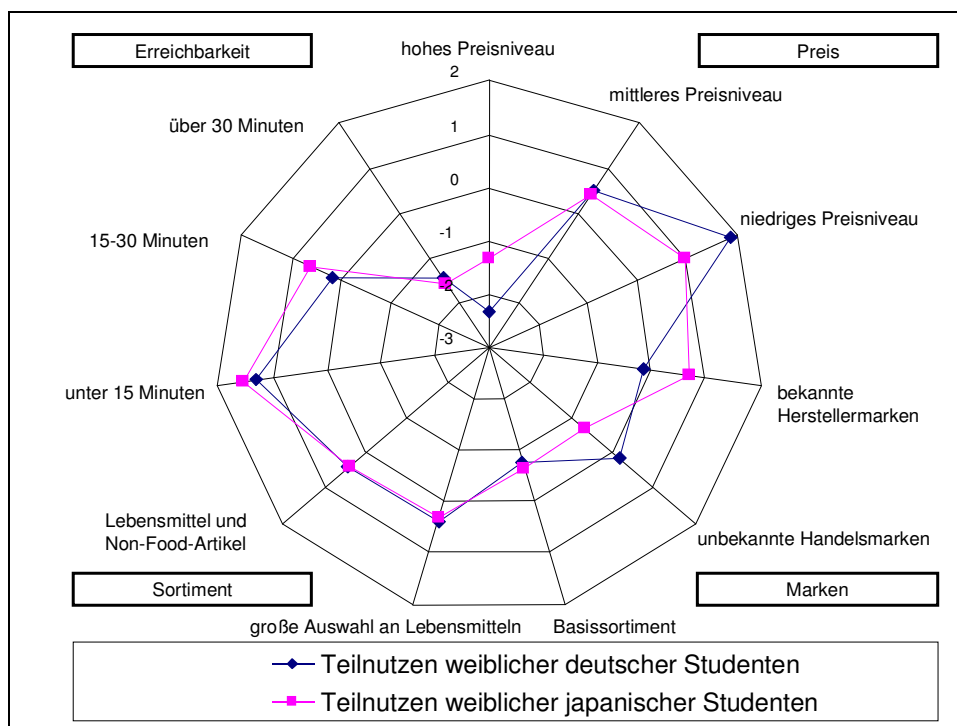 Erreichbarkeit
hohes Preisniveau
Preis
2
mittleres Preisniveau
über 30 Minuten
1
0
niedriges Preisniveau
15-30 Minuten
-1
-2
-3
unter 15 Minuten
bekannte
Herstellermarken
Lebensmittel und
Non-Food-Artikel
unbekannte Handelsmarken
Sortiment
Marken
große Auswahl an Lebensmitteln
Basissortiment
Teilnutzen weiblicher deutscher Studenten
Teilnutzen weiblicher japanischer Studenten